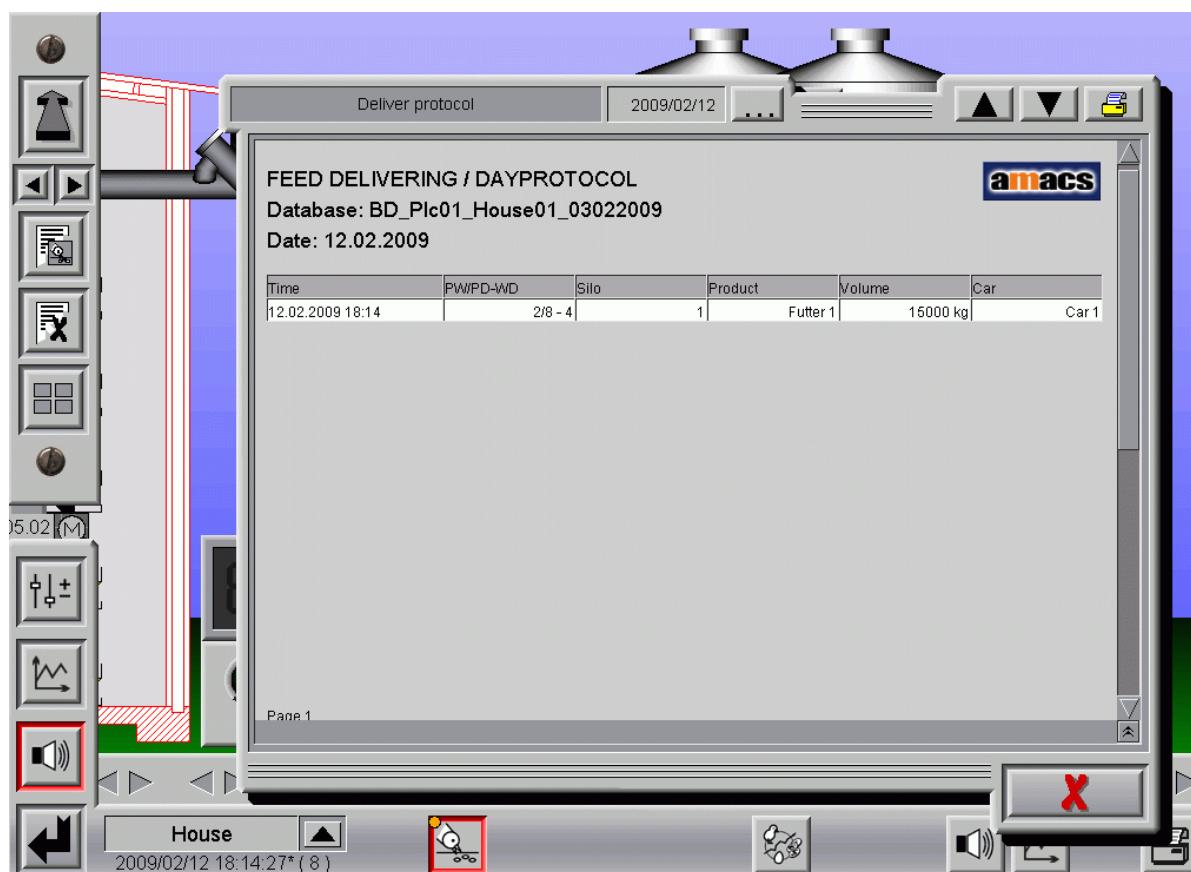 Deliver protocol 2009/02/12 ...
FEED DELIVERING / DAYPROTOCOL
amacs
Database: BD_Plc01_House01_03022009
Date: 12.02.2009
Time PW/PD-WD Silo Product Volume Car
12.02.2009 18:14 2/8 - 4 1 Futter 1 15000 kg Car 1
05.02 M
Page 1
X
House
2009/02/12 18:14:27* ( 8 )